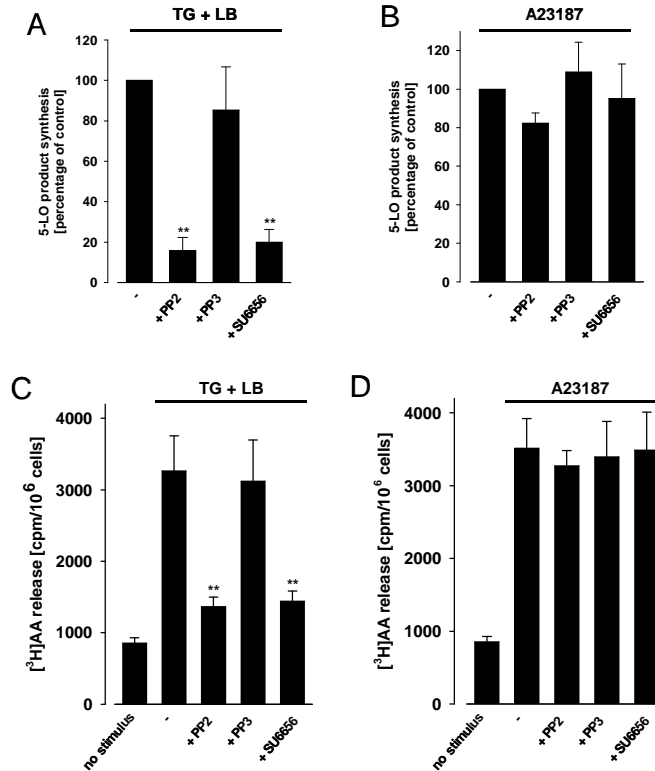 A
TG + LB
5-LO product synthesis
[percentage of control]
120
100
80
60
40
20
0
**
**
-
+PP2
+PP3
+SU6656
B
A23187
5-LO product synthesis
[percentage of control]
120
100
80
60
40
20
0
-
+PP2
+PP3
+SU6656
C
TG + LB
[³H]AA release [cpm/10⁶ cells]
4000
3000
2000
1000
0
**
**
no stimulus
-
+PP2
+PP3
+SU6656
D
A23187
[³H]AA release [cpm/10⁶ cells]
4000
3000
2000
1000
0
no stimulus
-
+PP2
+PP3
+SU6656